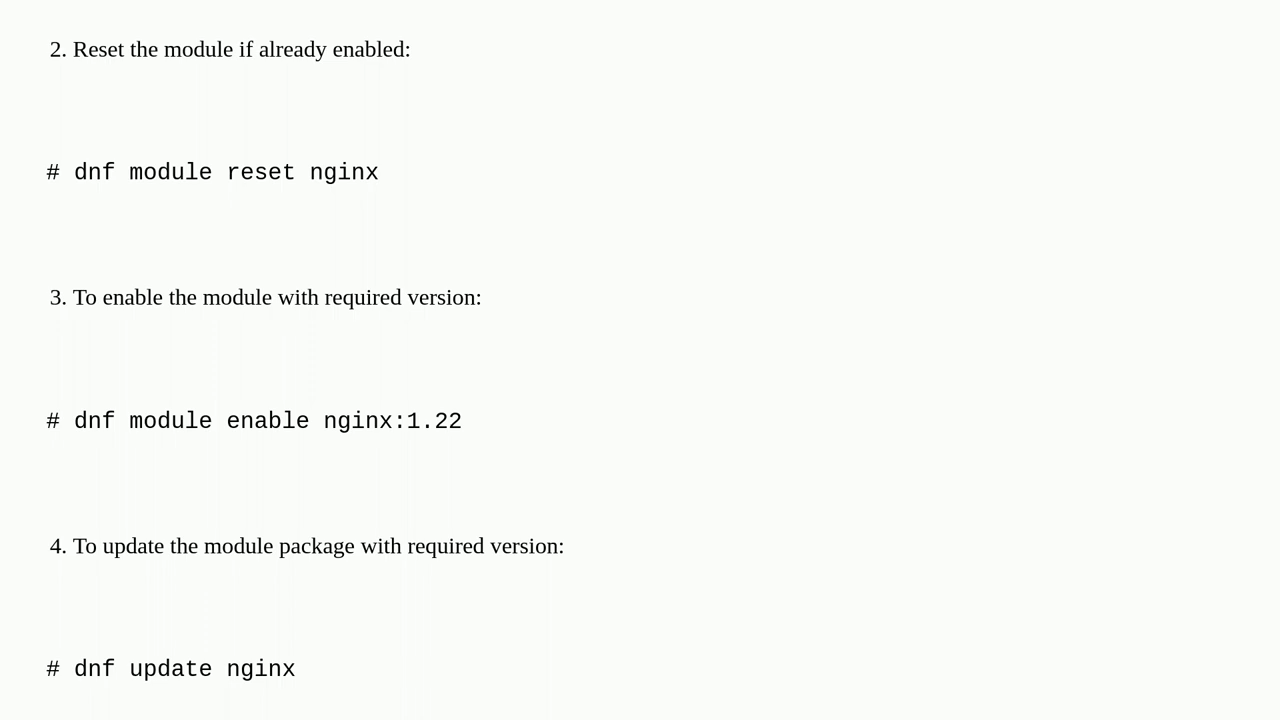 2. Reset the module if already enabled:
# dnf module reset nginx
3. To enable the module with required version:
# dnf module enable nginx:1.22
4. To update the module package with required version:
# dnf update nginx